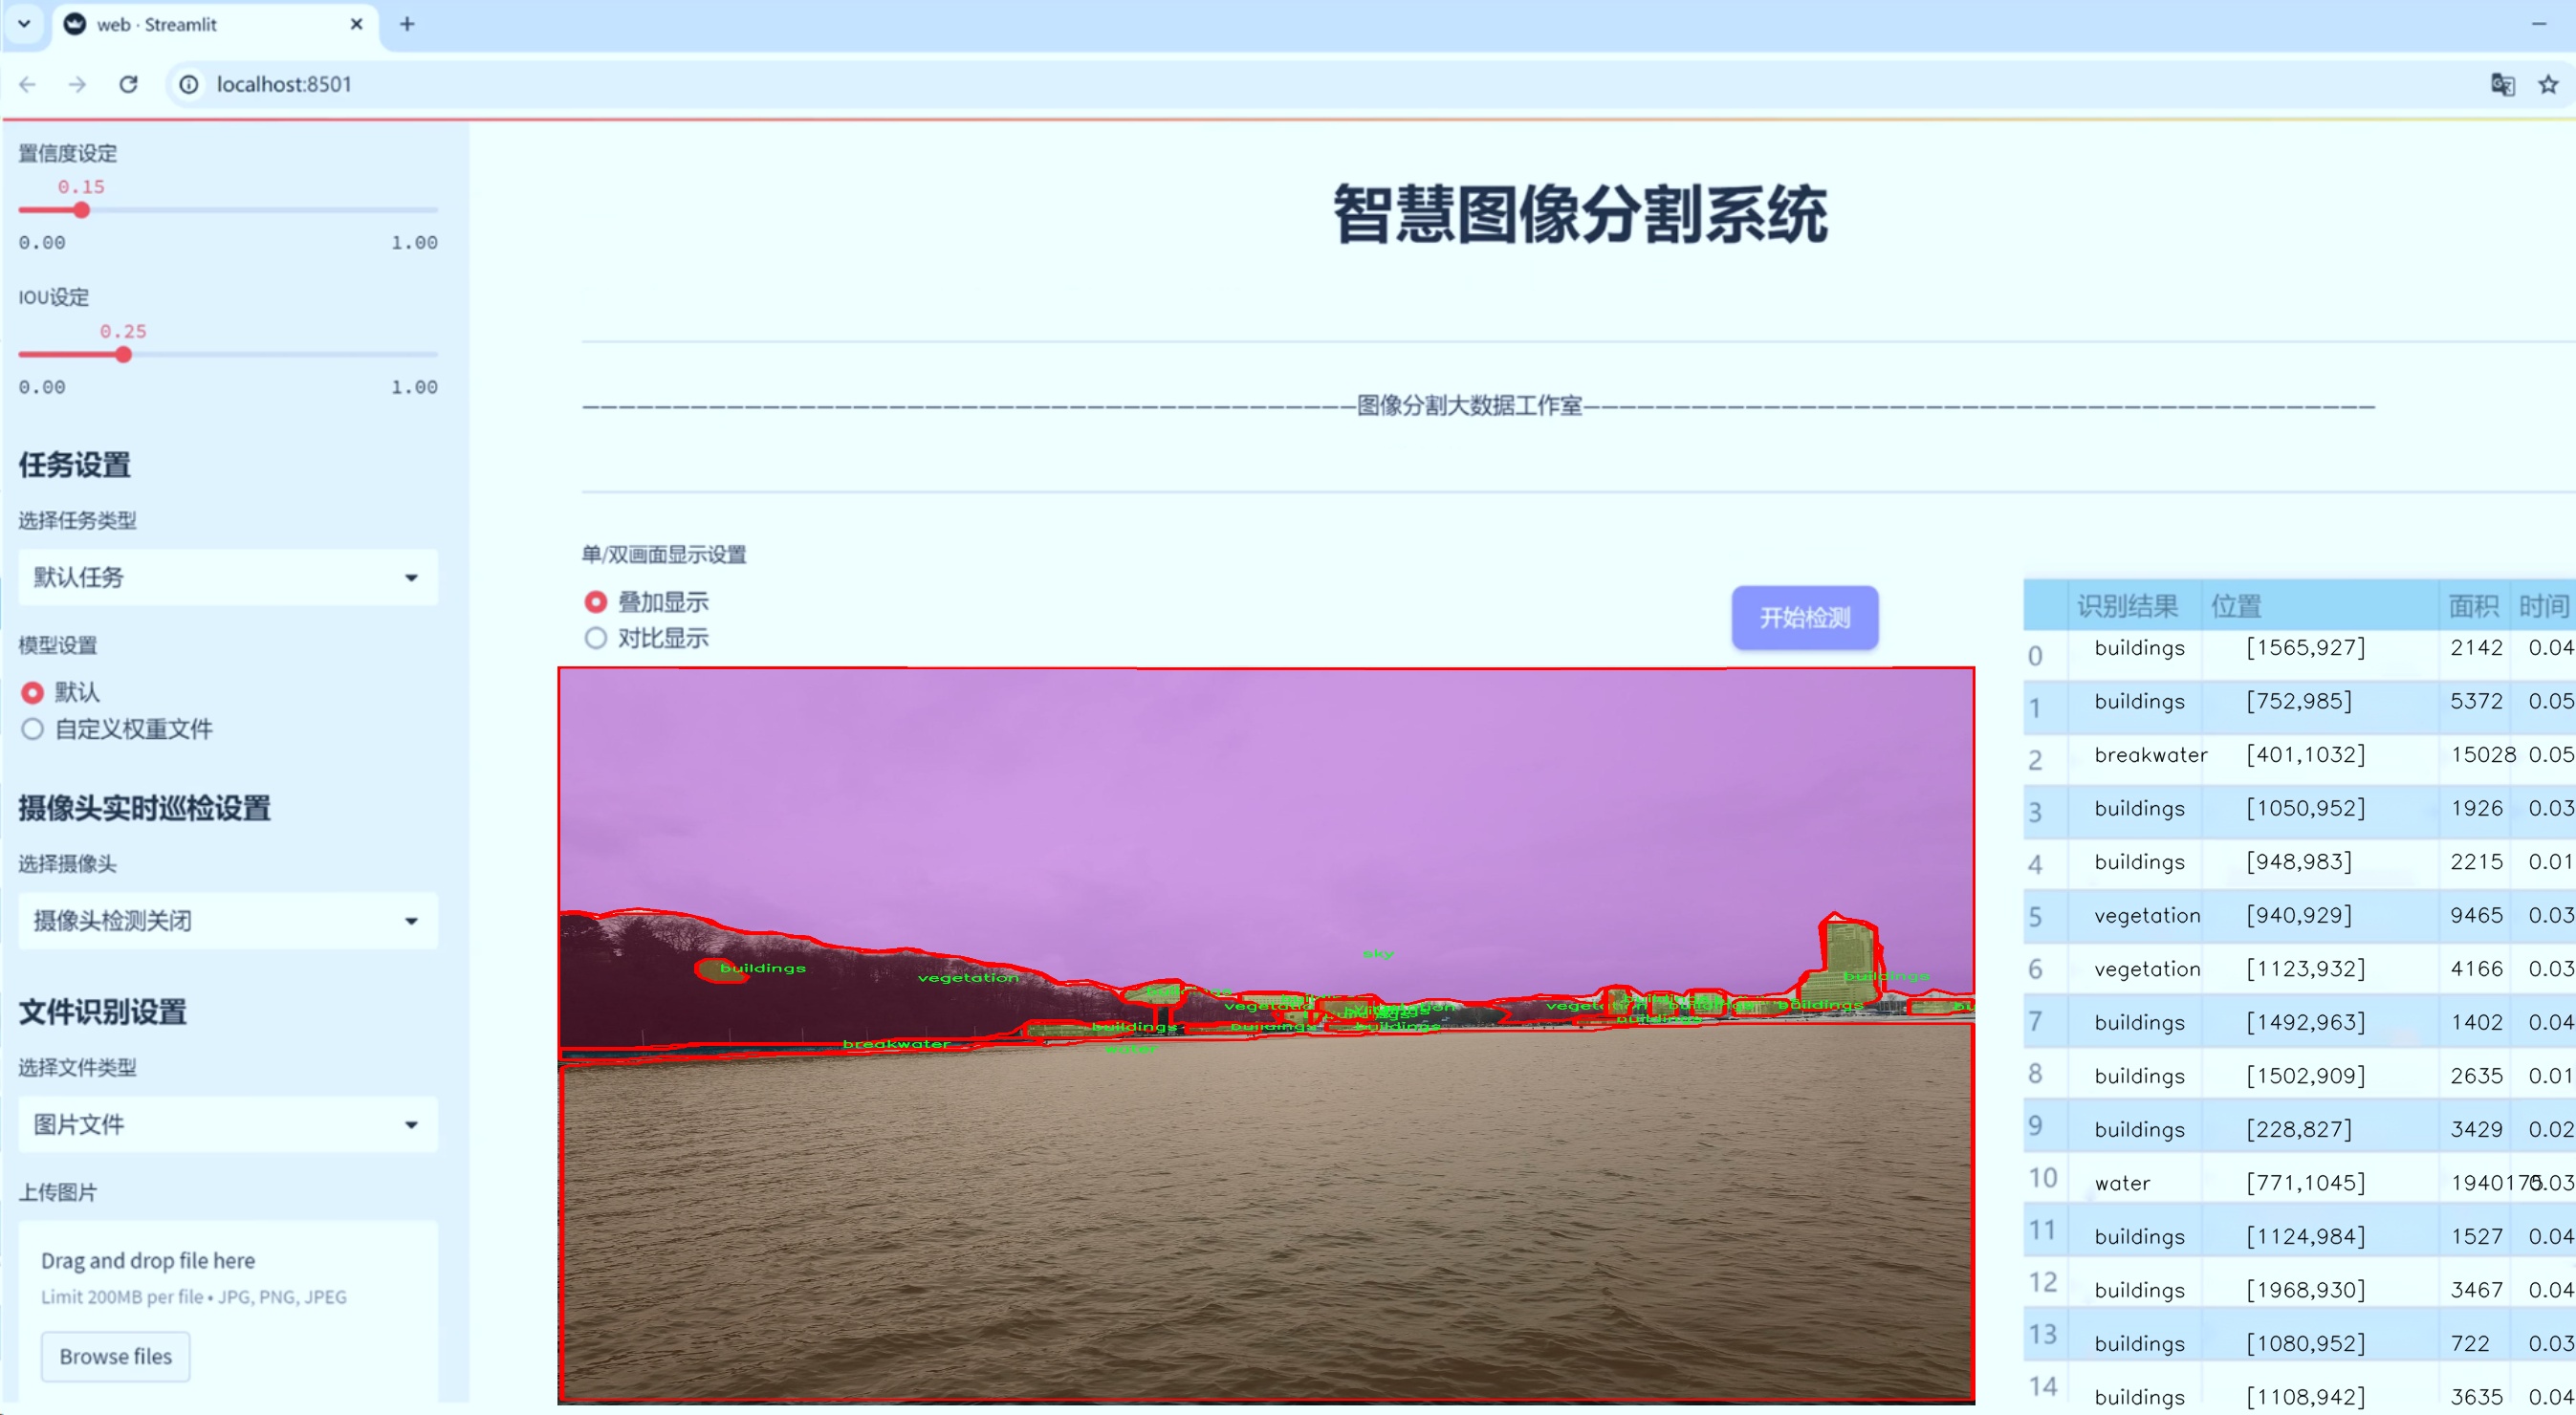 web · Streamlit
localhost:8501
置信度设定
0.15
0.00 1.00
IOU设定
0.25
0.00 1.00
任务设置
选择任务类型
默认任务
模型设置
默认
自定义权重文件
摄像头实时巡检设置
选择摄像头
摄像头检测关闭
文件识别设置
选择文件类型
图片文件
上传图片
Drag and drop file here
Limit 200MB per file • JPG, PNG, JPEG
Browse files
智慧图像分割系统
图像分割大数据工作室
单/双画面显示设置
叠加显示
对比显示
开始检测
sky
buildings
vegetation
buildings
buildings
buildings
buildings
buildings
buildings
breakwater
water
识别结果 位置 面积 时间
0 buildings [1565,927] 2142 0.04
1 buildings [752,985] 5372 0.05
2 breakwater [401,1032] 15028 0.05
3 buildings [1050,952] 1926 0.03
4 buildings [948,983] 2215 0.01
5 vegetation [940,929] 9465 0.03
6 vegetation [1123,932] 4166 0.03
7 buildings [1492,963] 1402 0.04
8 buildings [1502,909] 2635 0.01
9 buildings [228,827] 3429 0.02
10 water [771,1045]
11 buildings [1124,984] 1527 0.04
12 buildings [1968,930] 3467 0.04
13 buildings [1080,952] 722 0.03
14 buildings [1108,942] 3635 0.04